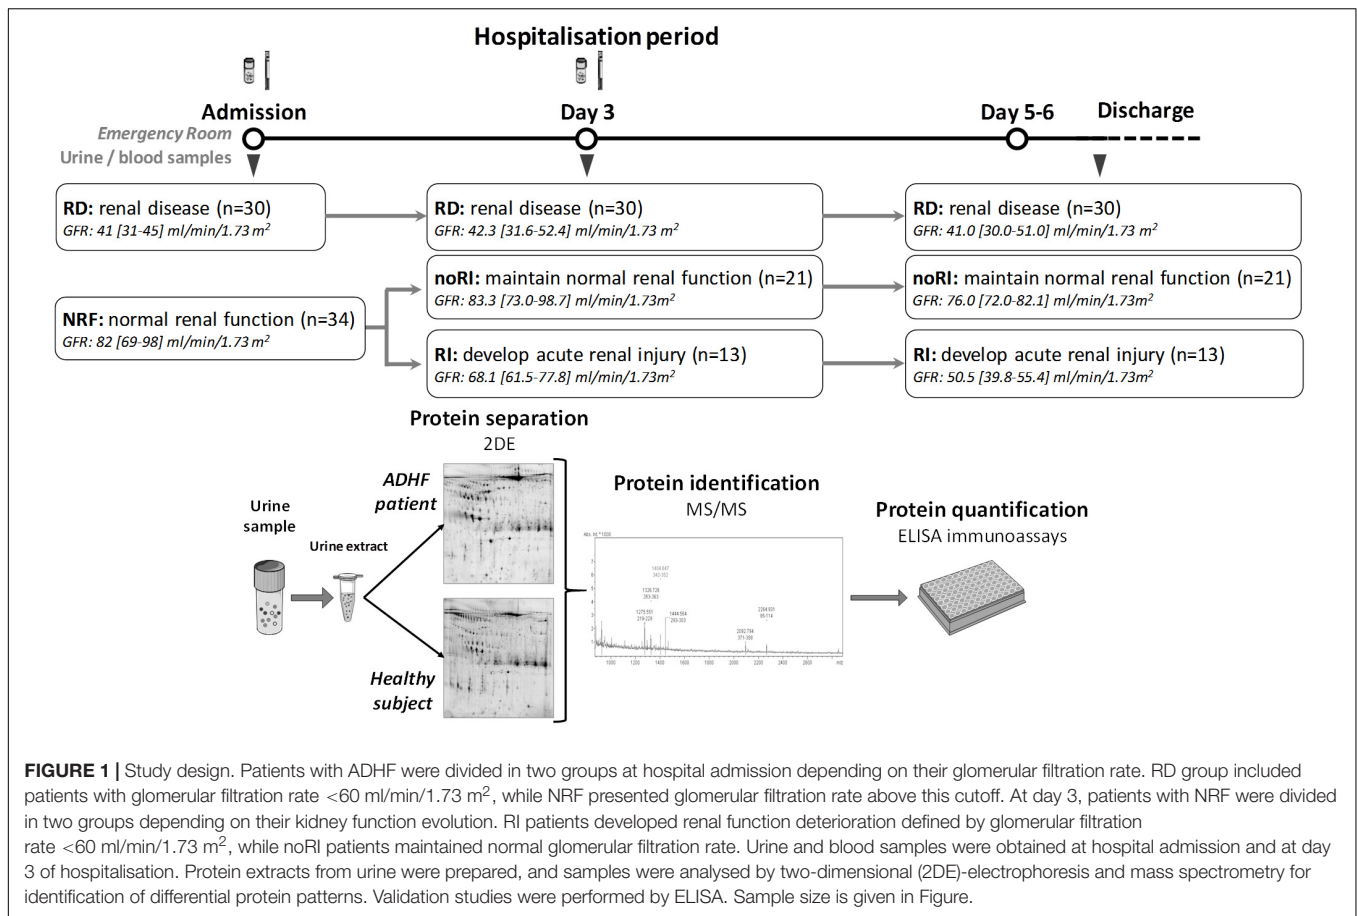 Hospitalisation period
Admission
Day 3
Day 5-6
Discharge
Emergency Room
Urine / blood samples
RD: renal disease (n=30)
GFR: 41 [31-45] ml/min/1.73 m²
RD: renal disease (n=30)
GFR: 42.3 [31.6-52.4] ml/min/1.73 m²
RD: renal disease (n=30)
GFR: 41.0 [30.0-51.0] ml/min/1.73 m²
NRF: normal renal function (n=34)
GFR: 82 [69-98] ml/min/1.73 m²
noRI: maintain normal renal function (n=21)
GFR: 83.3 [73.0-98.7] ml/min/1.73m²
noRI: maintain normal renal function (n=21)
GFR: 76.0 [72.0-82.1] ml/min/1.73m²
RI: develop acute renal injury (n=13)
GFR: 68.1 [61.5-77.8] ml/min/1.73m²
RI: develop acute renal injury (n=13)
GFR: 50.5 [39.8-55.4] ml/min/1.73m²
Protein separation
2DE
ADHF
patient
Healthy
subject
Urine
sample
Urine extract
Protein identification
MS/MS
1000 1200 1400 1600 1800 2000 2200 2400 2600
Protein quantification
ELISA immunoassays
FIGURE 1 | Study design. Patients with ADHF were divided in two groups at hospital admission depending on their glomerular filtration rate. RD group included
patients with glomerular filtration rate <60 ml/min/1.73 m², while NRF presented glomerular filtration rate above this cutoff. At day 3, patients with NRF were divided
in two groups depending on their kidney function evolution. RI patients developed renal function deterioration defined by glomerular filtration
rate <60 ml/min/1.73 m², while noRI patients maintained normal glomerular filtration rate. Urine and blood samples were obtained at hospital admission and at day
3 of hospitalisation. Protein extracts from urine were prepared, and samples were analysed by two-dimensional (2DE)-electrophoresis and mass spectrometry for
identification of differential protein patterns. Validation studies were performed by ELISA. Sample size is given in Figure.